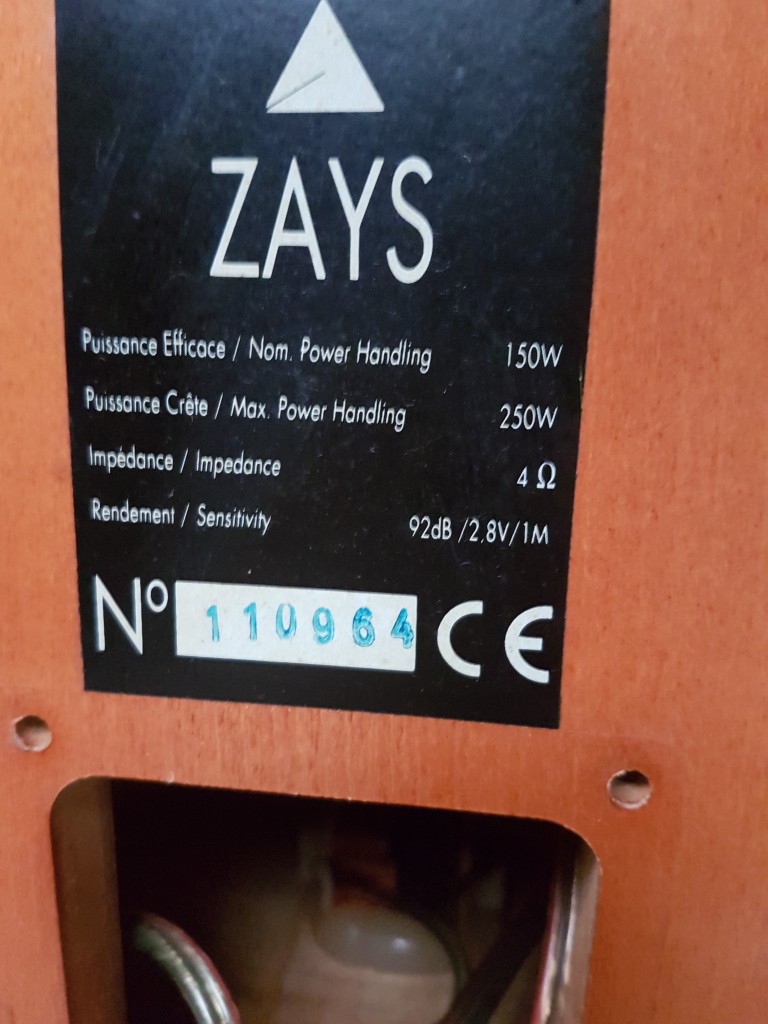 ZAYS
Puissance Efficace / Nom. Power Handling 150W
Puissance Crête / Max. Power Handling 250W
Impédance / Impedance 4 Ω
Rendement / Sensitivity 92dB /2.8V/1M
Nº 110964 CE